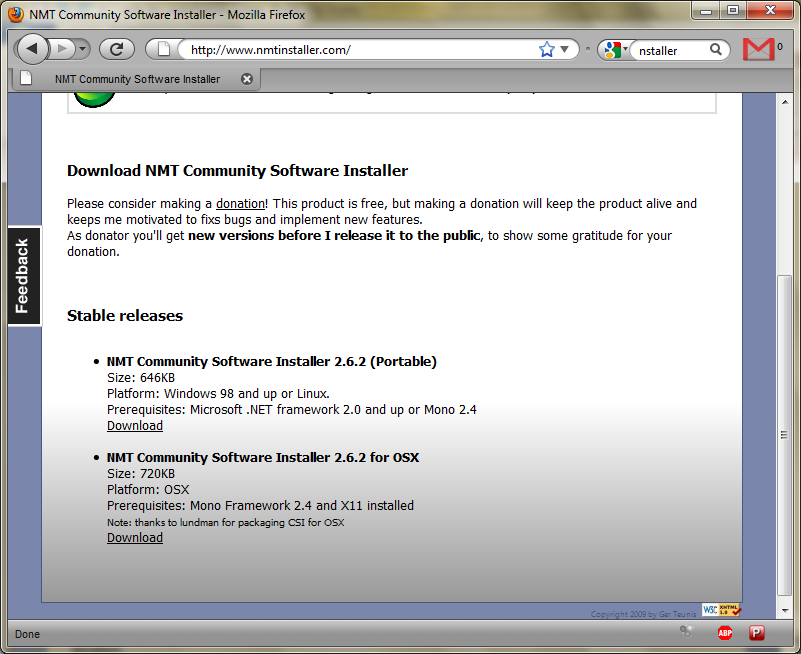 NMT Community Software Installer - Mozilla Firefox
http://www.nmtinstaller.com/
nstaller
0
NMT Community Software Installer
Download NMT Community Software Installer
Please consider making a donation! This product is free, but making a donation will keep the product alive and
keeps me motivated to fixs bugs and implement new features.
As donator you'll get new versions before I release it to the public, to show some gratitude for your
donation.
Feedback
Stable releases
• NMT Community Software Installer 2.6.2 (Portable)
Size: 646KB
Platform: Windows 98 and up or Linux.
Prerequisites: Microsoft .NET framework 2.0 and up or Mono 2.4
Download
• NMT Community Software Installer 2.6.2 for OSX
Size: 720KB
Platform: OSX
Prerequisites: Mono Framework 2.4 and X11 installed
Note: thanks to lundman for packaging CSI for OSX
Download
Copyright 2009 by Ger Teunis
W3C XHTML 1.0
Done
ABP
P